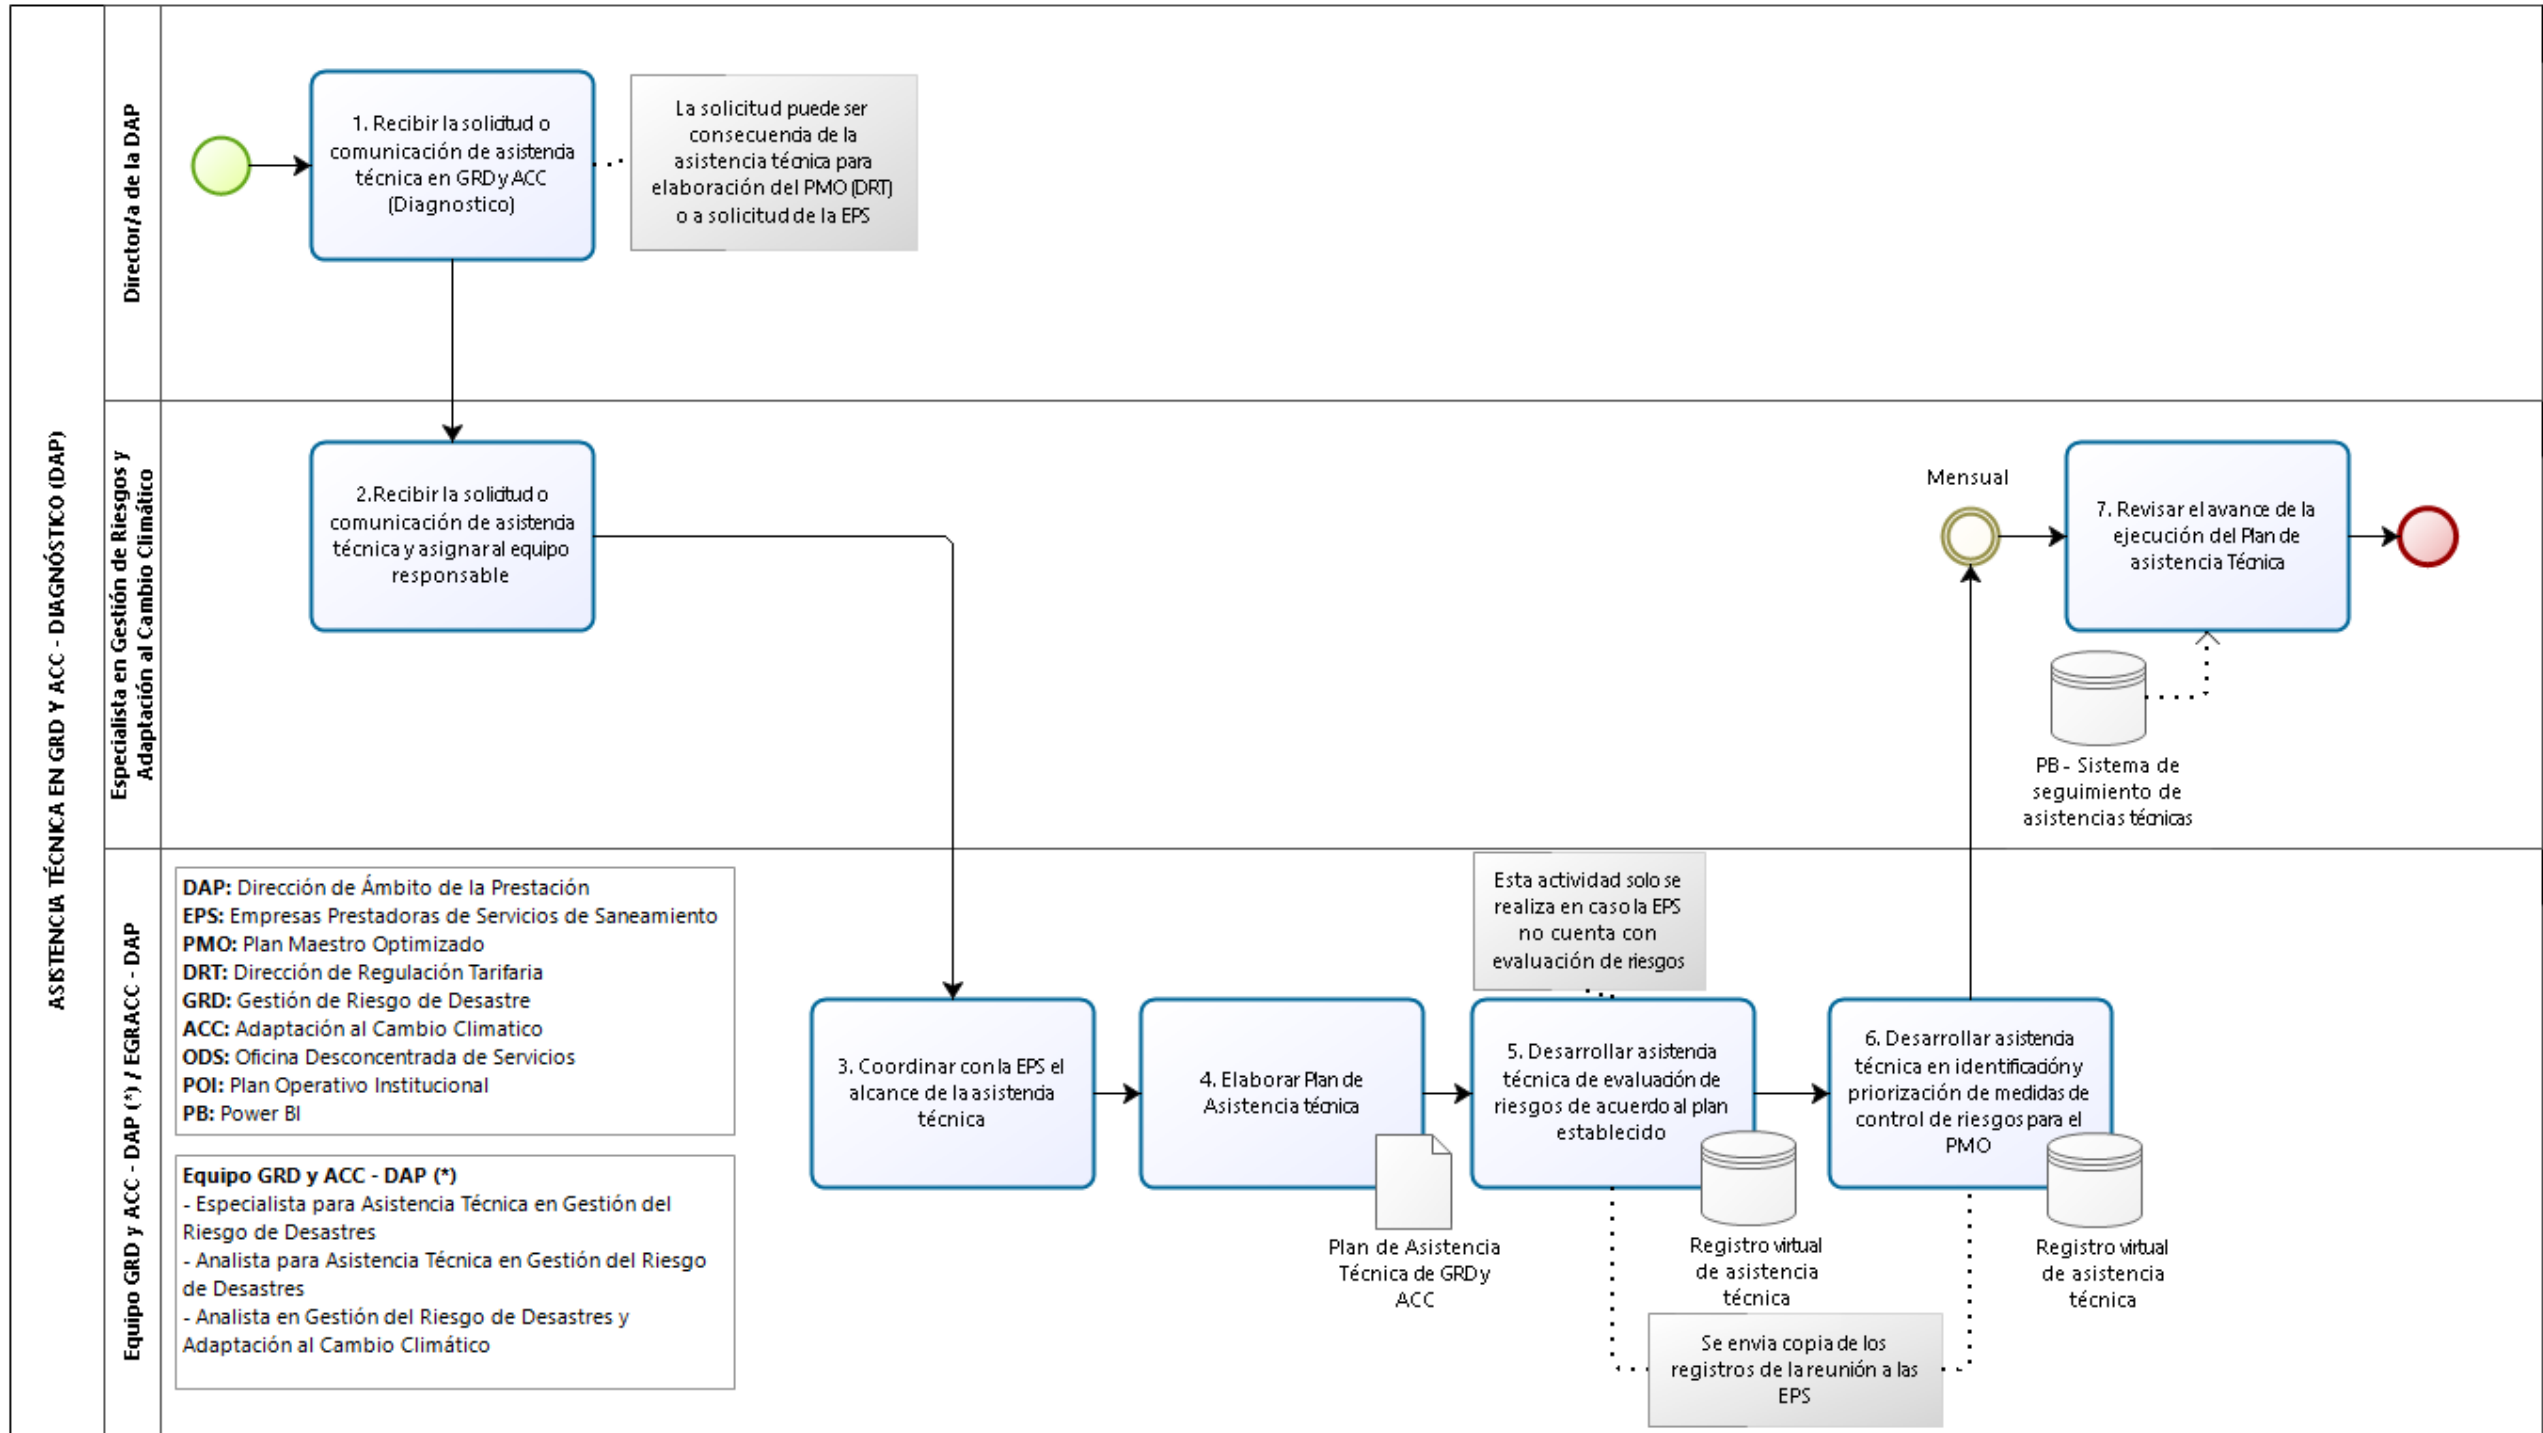 ASISTENCIA TÉCNICA EN GRD Y ACC - DIAGNÓSTICO (DAP)
Director/a de la DAP
1. Recibir la solicitud o
comunicación de asistencia
técnica en GRD y ACC
(Diagnostico)
La solicitud puede ser
consecuencia de la
asistencia técnica para
elaboración del PMO (DRT)
o a solicitud de la EPS
Especialista en Gestión de Riesgos y
Adaptación al Cambio Climático
2.Recibir la solicitud o
comunicación de asistencia
técnica y asignar al equipo
responsable
Mensual
7. Revisar el avance de la
ejecución del Plan de
asistencia Técnica
PB - Sistema de
seguimiento de
asistencias técnicas
Equipo GRD y ACC - DAP (*) / EGRACC - DAP
DAP: Dirección de Ámbito de la Prestación
EPS: Empresas Prestadoras de Servicios de Saneamiento
PMO: Plan Maestro Optimizado
DRT: Dirección de Regulación Tarifaria
GRD: Gestión de Riesgo de Desastre
ACC: Adaptación al Cambio Climatico
ODS: Oficina Desconcentrada de Servicios
POI: Plan Operativo Institucional
PB: Power BI
Equipo GRD y ACC - DAP (*)
- Especialista para Asistencia Técnica en Gestión del
Riesgo de Desastres
- Analista para Asistencia Técnica en Gestión del Riesgo
de Desastres
- Analista en Gestión del Riesgo de Desastres y
Adaptación al Cambio Climático
3. Coordinar con la EPS el
alcance de la asistencia
técnica
4. Elaborar Plan de
Asistencia técnica
Plan de Asistencia
Técnica de GRD y
ACC
Esta actividad solo se
realiza en caso la EPS
no cuenta con
evaluación de riesgos
5. Desarrollar asistencia
técnica de evaluación de
riesgos de acuerdo al plan
establecido
Registro virtual
de asistencia
técnica
6. Desarrollar asistencia
técnica en identificación y
priorización de medidas de
control de riesgos para el
PMO
Registro virtual
de asistencia
técnica
Se envia copia de los
registros de la reunión a las
EPS